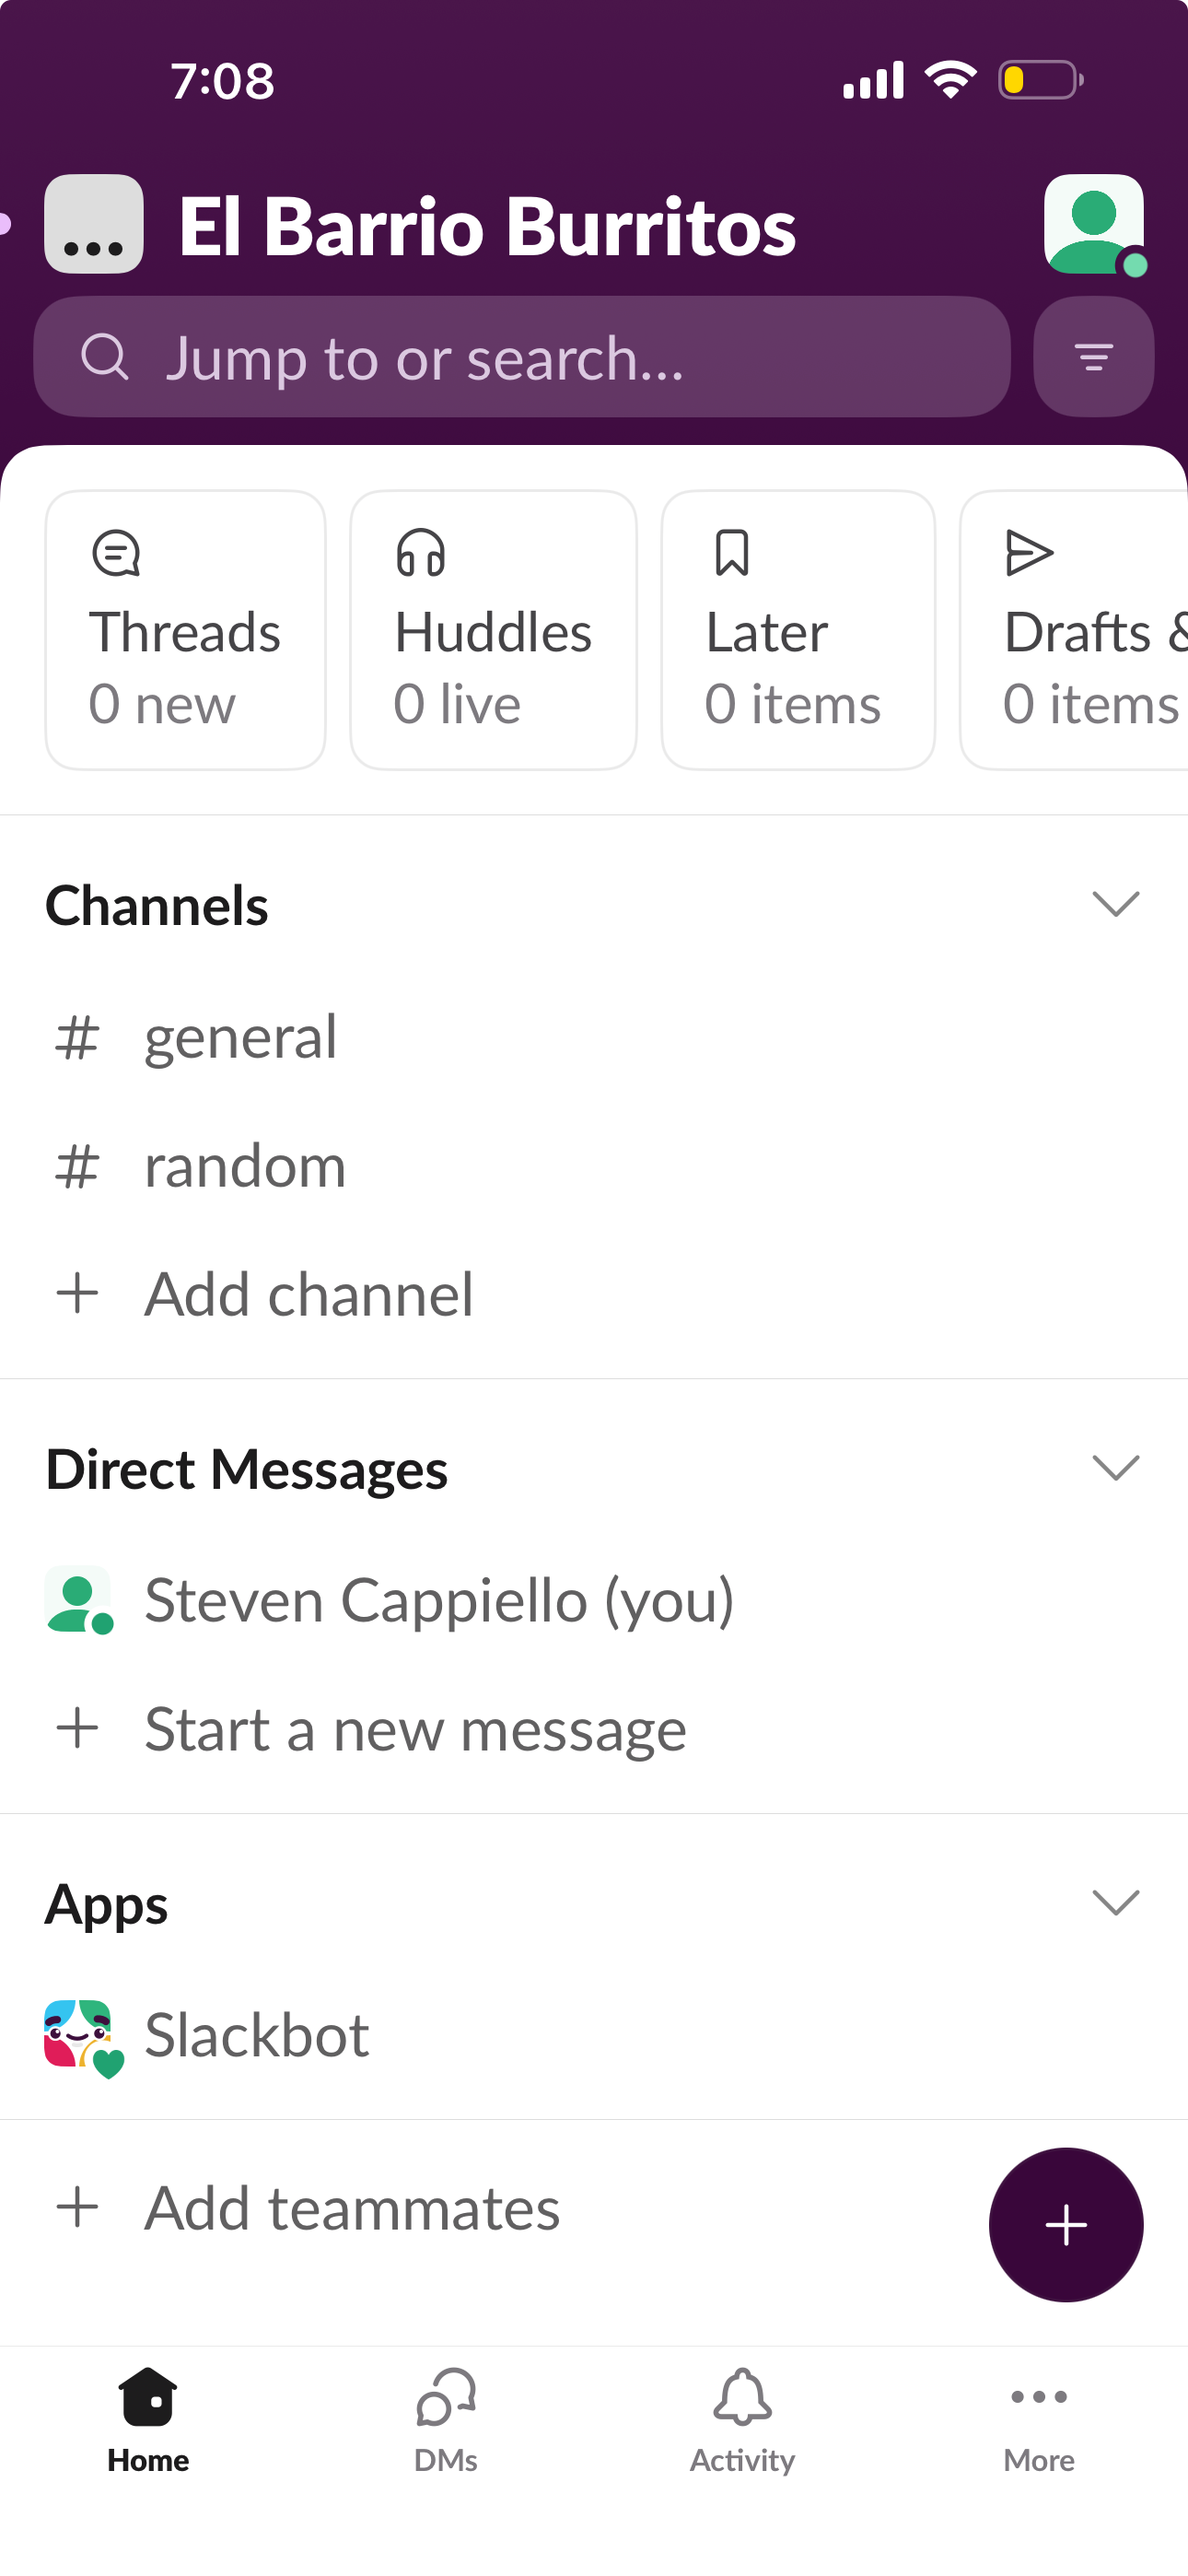 7:08
El Barrio Burritos
Jump to or search...
Threads
0 new
Huddles
0 live
Later
0 items
Drafts &
0 items
Channels
# general
# random
+ Add channel
Direct Messages
Steven Cappiello (you)
+ Start a new message
Apps
Slackbot
+ Add teammates
Home
DMs
Activity
More